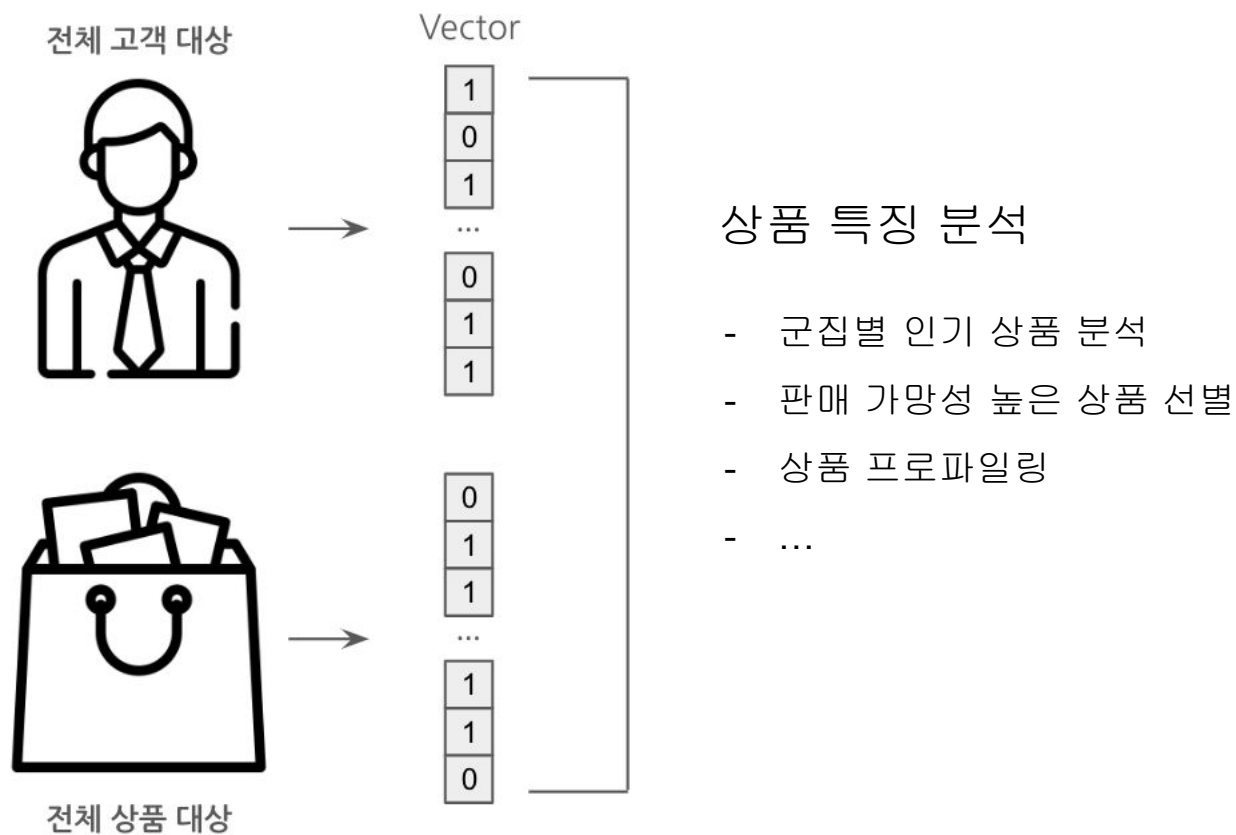 전체 고객 대상
Vector
1
0
1
...
0
1
1
0
1
1
...
1
1
0
전체 상품 대상
상품 특징 분석
- 군집별 인기 상품 분석
- 판매 가망성 높은 상품 선별
- 상품 프로파일링
- ...